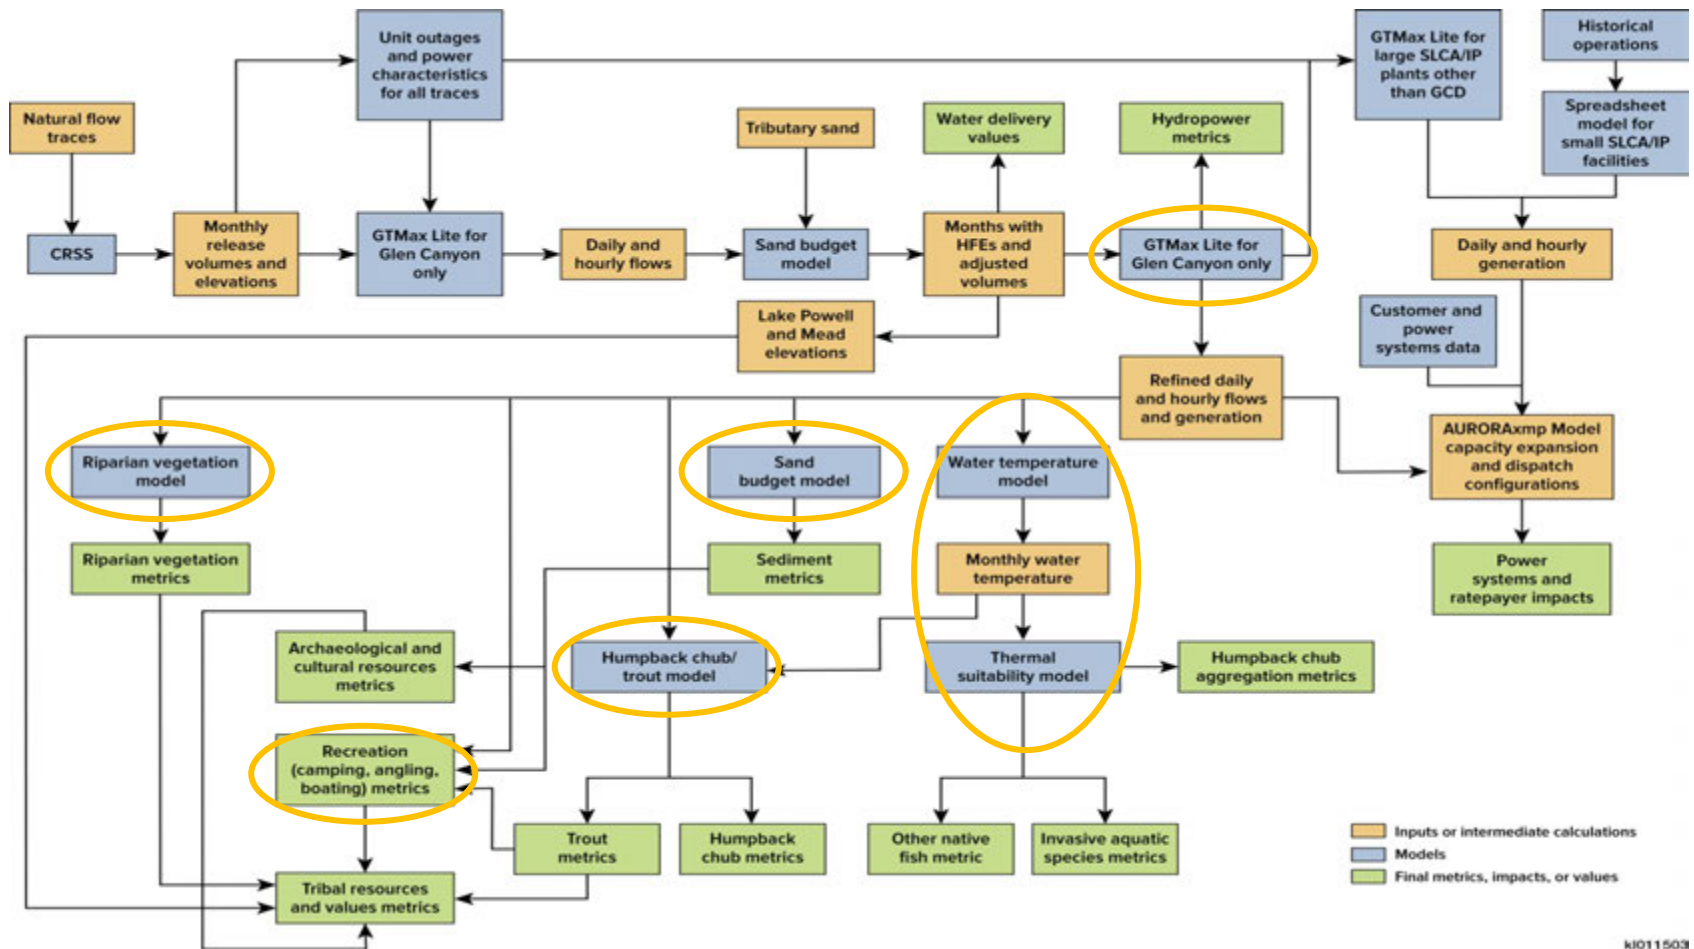 Unit outages
and power
characteristics
for all traces
GTMax Lite for
large SLCA/IP
plants other
than GCD
Historical
operations
Natural flow
traces
Tributary sand
Water delivery
values
Hydropower
metrics
Spreadsheet
model for
small SLCA/IP
facilities
CRSS
Monthly
release
volumes and
elevations
GTMax Lite for
Glen Canyon
only
Daily and
hourly flows
Sand budget
model
Months with
HFEs and
adjusted
volumes
GTMax Lite for
Glen Canyon only
Daily and hourly
generation
Lake Powell
and Mead
elevations
Customer and
power
systems data
Refined daily
and hourly flows
and generation
Riparian vegetation
model
Sand
budget model
Water temperature
model
AURORAxmp Model
capacity expansion
and dispatch
configurations
Riparian vegetation
metrics
Sediment
metrics
Monthly water
temperature
Power
systems and
ratepayer impacts
Archaeological and
cultural resources
metrics
Humpback chub/
trout model
Thermal
suitability model
Humpback chub
aggregation metrics
Recreation
(camping, angling,
boating) metrics
Trout
metrics
Humpback
chub metrics
Other native
fish metric
Invasive aquatic
species metrics
Tribal resources
and values metrics
Inputs or intermediate calculations
Models
Final metrics, impacts, or values
kl011503